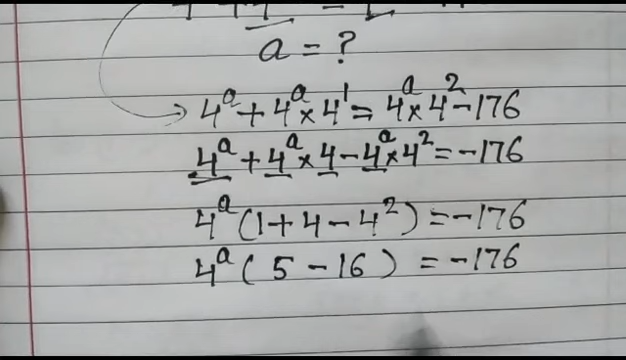 a = ?
4^a + 4^a × 4^1 = 4^a × 4^2 - 176
4^a + 4^a × 4 - 4^a × 4^2 = -176
4^a (1 + 4 - 4^2) = -176
4^a ( 5 - 16 ) = -176